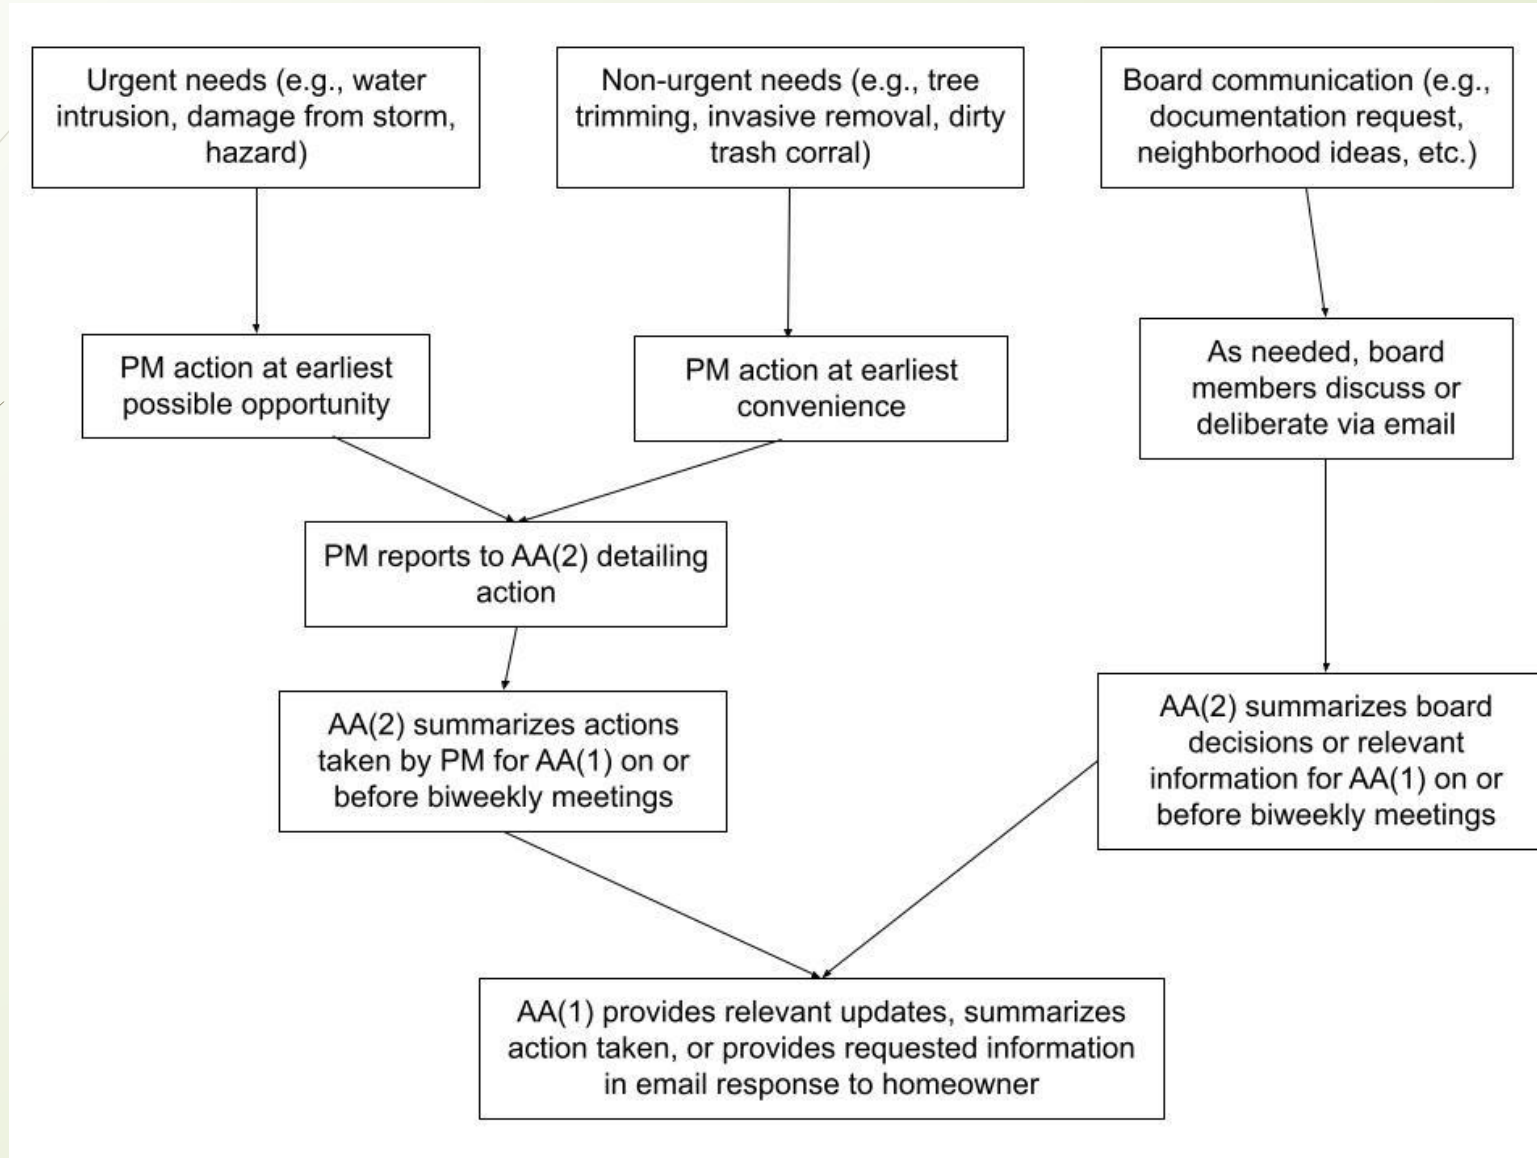 Urgent needs (e.g., water
intrusion, damage from storm,
hazard)
Non-urgent needs (e.g., tree
trimming, invasive removal, dirty
trash corral)
Board communication (e.g.,
documentation request,
neighborhood ideas, etc.)
PM action at earliest
possible opportunity
PM action at earliest
convenience
As needed, board
members discuss or
deliberate via email
PM reports to AA(2) detailing
action
AA(2) summarizes actions
taken by PM for AA(1) on or
before biweekly meetings
AA(2) summarizes board
decisions or relevant
information for AA(1) on or
before biweekly meetings
AA(1) provides relevant updates, summarizes
action taken, or provides requested information
in email response to homeowner